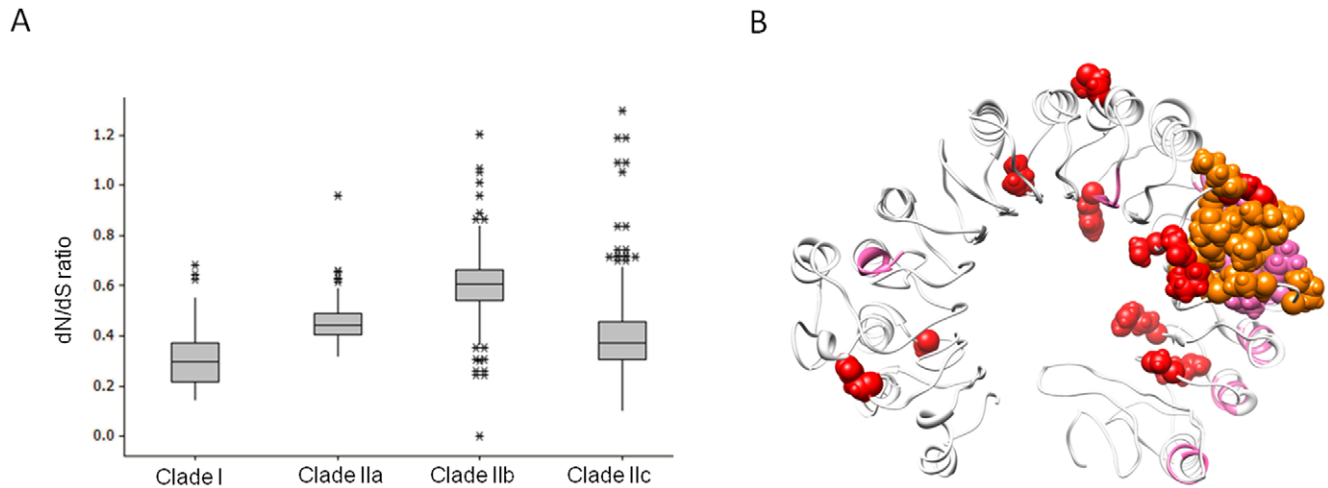 A
B
dN/dS ratio
1.2
1.0
0.8
0.6
0.4
0.2
0.0
Clade I
Clade IIa
Clade IIb
Clade IIc